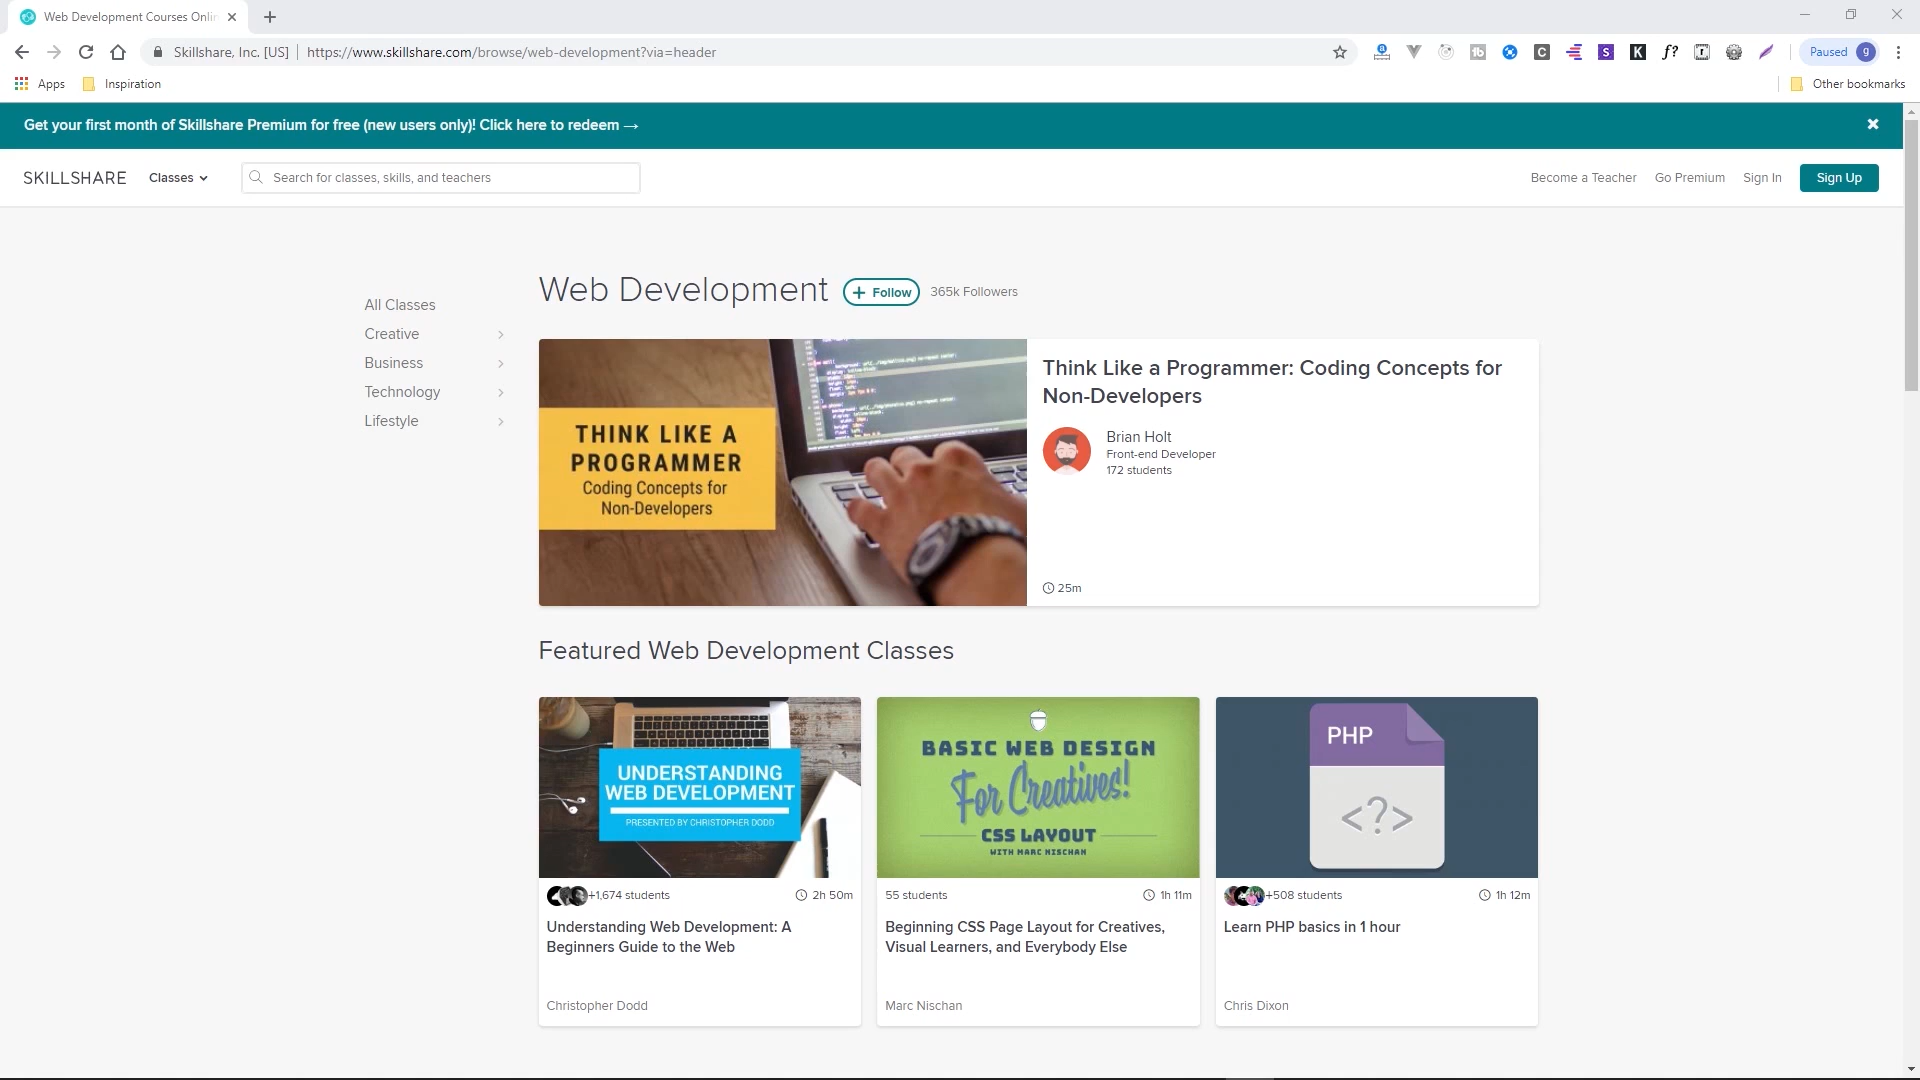 Web Development Courses Onlin
Skillshare, Inc. [US] https://www.skillshare.com/browse/web-development?via=header
Paused g
Apps Inspiration Other bookmarks
Get your first month of Skillshare Premium for free (new users only)! Click here to redeem →
SKILLSHARE Classes Search for classes, skills, and teachers Become a Teacher Go Premium Sign In Sign Up
Web Development + Follow 365k Followers
All Classes
Creative
Business
Technology
Lifestyle
THINK LIKE A
PROGRAMMER
Coding Concepts for
Non-Developers
Think Like a Programmer: Coding Concepts for
Non-Developers
Brian Holt
Front-end Developer
172 students
25m
Featured Web Development Classes
UNDERSTANDING
WEB DEVELOPMENT
PRESENTED BY CHRISTOPHER DODD
+1,674 students 2h 50m
Understanding Web Development: A
Beginners Guide to the Web
Christopher Dodd
BASIC WEB DESIGN
For Creatives!
CSS LAYOUT
WITH MARC NISCHAN
55 students 1h 11m
Beginning CSS Page Layout for Creatives,
Visual Learners, and Everybody Else
Marc Nischan
PHP
<?>
+508 students 1h 12m
Learn PHP basics in 1 hour
Chris Dixon